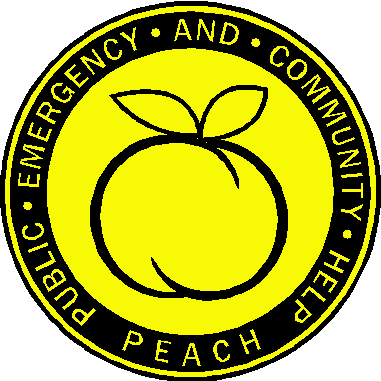 PUBLIC • EMERGENCY • AND • COMMUNITY • HELP
PEACH